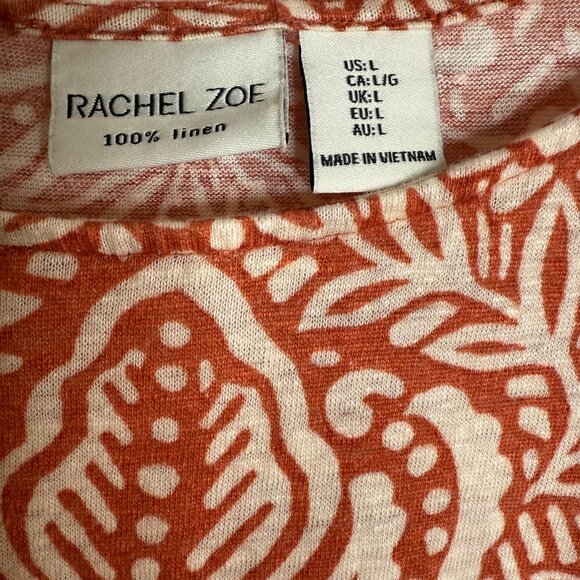 RACHEL ZOE
100% linen
US: L
CA: L/G
UK: L
EU: L
AU: L
MADE IN VIETNAM